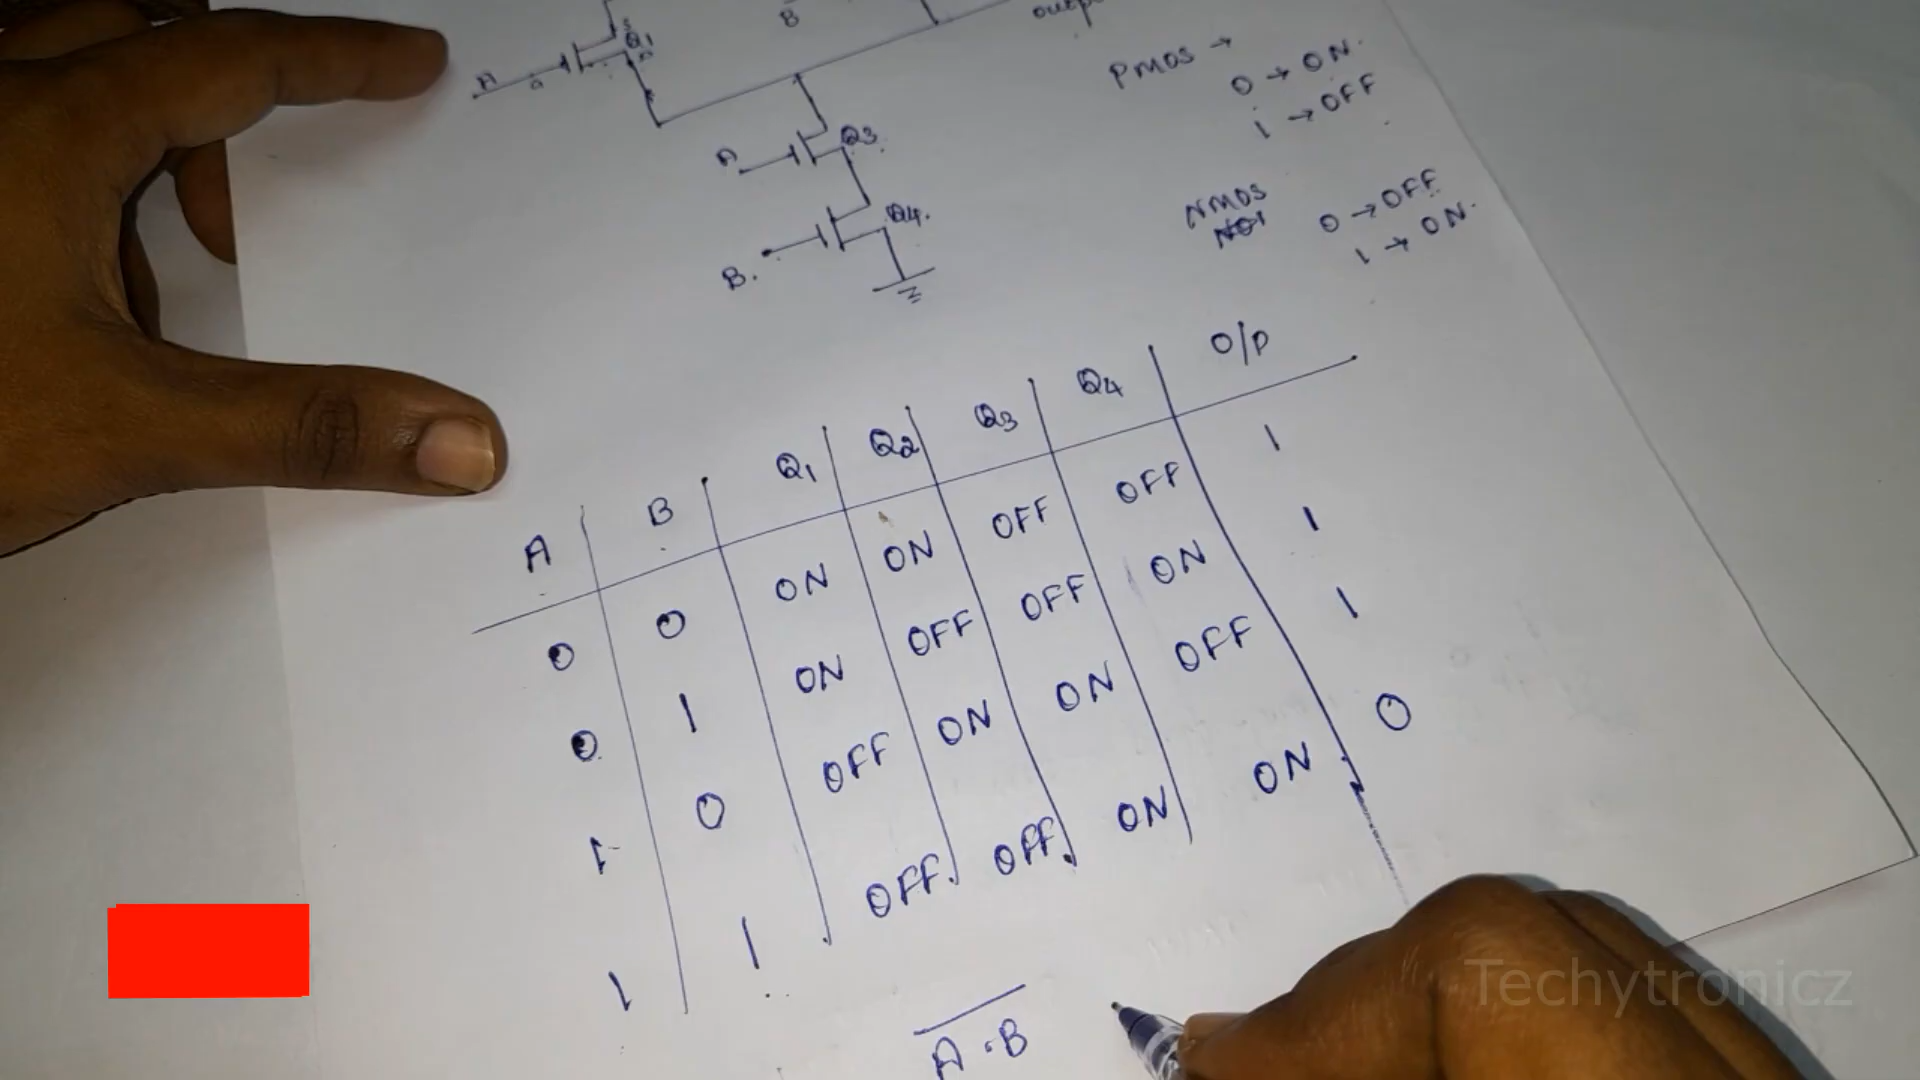 B
outp
A G S Q1 D
PMOS →
0 → ON.
1 → OFF
A Q3
NMOS 0 → OFF
1 → ON.
B. Q4.
A B Q1 Q2 Q3 Q4 O/P
0 0 ON ON OFF OFF 1
0 1 ON OFF OFF ON 1
1 0 OFF ON ON OFF 1
1 1 OFF. OFF. ON ON 0
A·B
Techytronicz